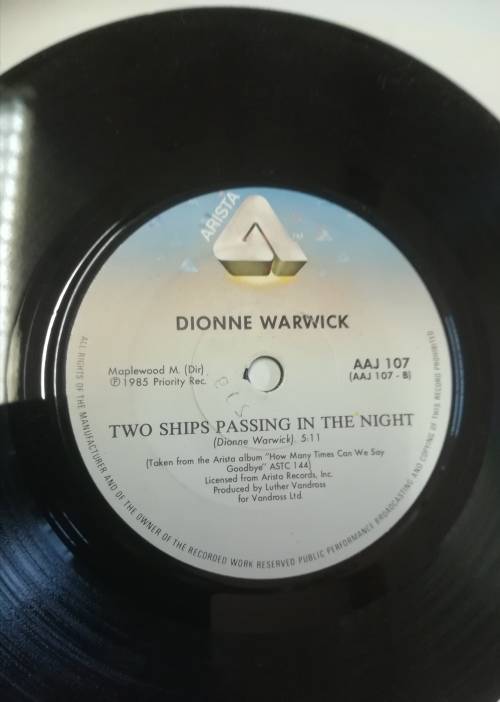 ARISTA
TM
DIONNE WARWICK
Maplewood M. (Dir)
℗ 1985 Priority Rec.
AAJ 107
(AAJ 107 - B)
TWO SHIPS PASSING IN THE NIGHT
(Dionne Warwick). 5:11
(Taken from the Arista album "How Many Times Can We Say
Goodbye" ASTC 144)
Licensed from Arista Records, Inc.
Produced by Luther Vandross
for Vandross Ltd.
ALL RIGHTS OF THE MANUFACTURER AND OF THE OWNER OF THE RECORDED WORK RESERVED PUBLIC PERFORMANCE BROADCASTING AND COPYING OF THIS RECORD PROHIBITED